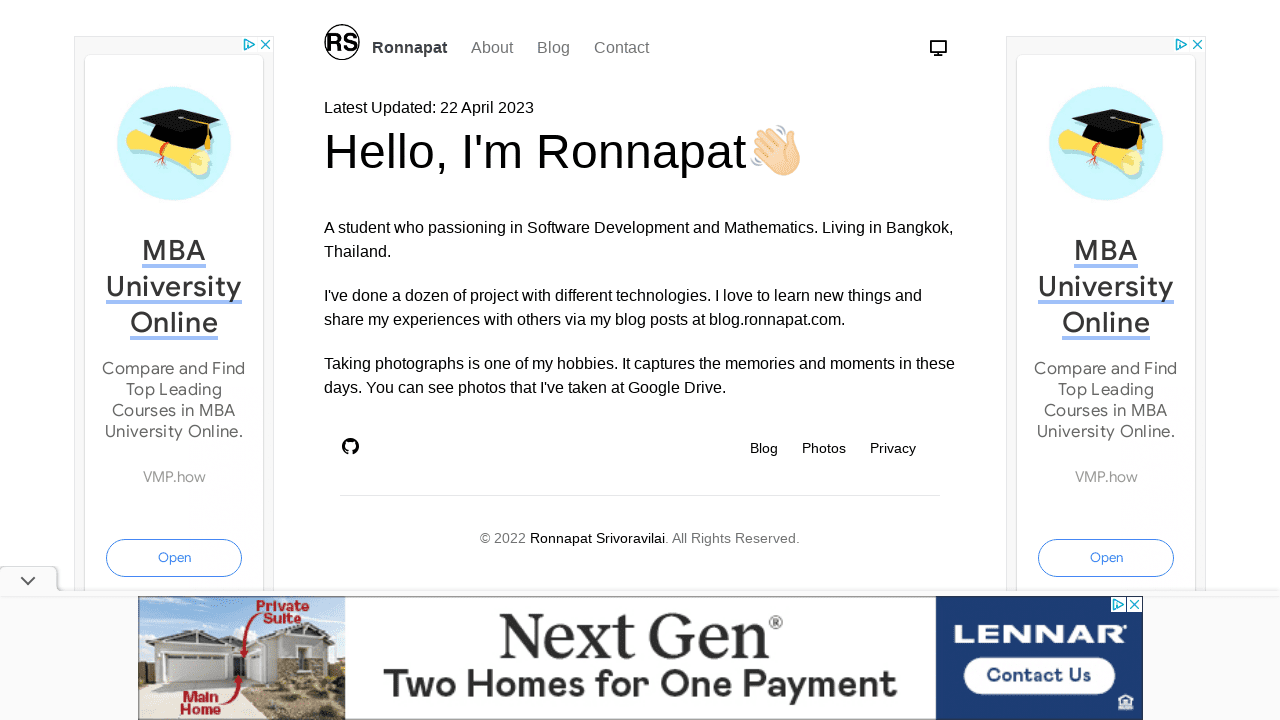 RS Ronnapat About Blog Contact
Latest Updated: 22 April 2023
Hello, I'm Ronnapat
A student who passioning in Software Development and Mathematics. Living in Bangkok,
Thailand.
I've done a dozen of project with different technologies. I love to learn new things and
share my experiences with others via my blog posts at blog.ronnapat.com.
Taking photographs is one of my hobbies. It captures the memories and moments in these
days. You can see photos that I've taken at Google Drive.
Blog Photos Privacy
© 2022 Ronnapat Srivoravilai. All Rights Reserved.
MBA
University
Online
Compare and Find
Top Leading
Courses in MBA
University Online.
VMP.how
Open
MBA
University
Online
Compare and Find
Top Leading
Courses in MBA
University Online.
VMP.how
Open
Private
Suite
Main
Home
Next Gen®
Two Homes for One Payment
LENNAR®
Contact Us